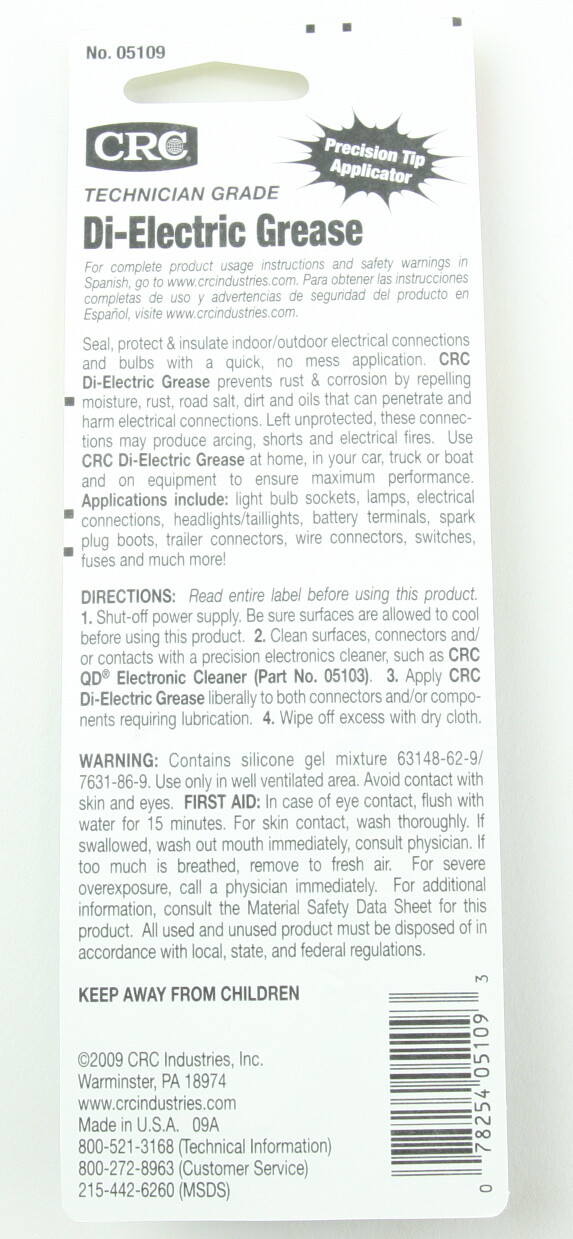 No. 05109
CRC
Precision Tip
Applicator
TECHNICIAN GRADE
Di-Electric Grease
For complete product usage instructions and safety warnings in
Spanish, go to www.crcindustries.com. Para obtener las instrucciones
completas de uso y advertencias de seguridad del producto en
Español, visite www.crcindustries.com.
Seal, protect & insulate indoor/outdoor electrical connections
and bulbs with a quick, no mess application. CRC
Di-Electric Grease prevents rust & corrosion by repelling
moisture, rust, road salt, dirt and oils that can penetrate and
harm electrical connections. Left unprotected, these connec-
tions may produce arcing, shorts and electrical fires. Use
CRC Di-Electric Grease at home, in your car, truck or boat
and on equipment to ensure maximum performance.
Applications include: light bulb sockets, lamps, electrical
connections, headlights/taillights, battery terminals, spark
plug boots, trailer connectors, wire connectors, switches,
fuses and much more!
DIRECTIONS: Read entire label before using this product.
1. Shut-off power supply. Be sure surfaces are allowed to cool
before using this product. 2. Clean surfaces, connectors and/
or contacts with a precision electronics cleaner, such as CRC
QD® Electronic Cleaner (Part No. 05103). 3. Apply CRC
Di-Electric Grease liberally to both connectors and/or compo-
nents requiring lubrication. 4. Wipe off excess with dry cloth.
WARNING: Contains silicone gel mixture 63148-62-9/
7631-86-9. Use only in well ventilated area. Avoid contact with
skin and eyes. FIRST AID: In case of eye contact, flush with
water for 15 minutes. For skin contact, wash thoroughly. If
swallowed, wash out mouth immediately, consult physician. If
too much is breathed, remove to fresh air. For severe
overexposure, call a physician immediately. For additional
information, consult the Material Safety Data Sheet for this
product. All used and unused product must be disposed of in
accordance with local, state, and federal regulations.
KEEP AWAY FROM CHILDREN
©2009 CRC Industries, Inc.
Warminster, PA 18974
www.crcindustries.com
Made in U.S.A. 09A
800-521-3168 (Technical Information)
800-272-8963 (Customer Service)
215-442-6260 (MSDS)
0 78254 05109 3